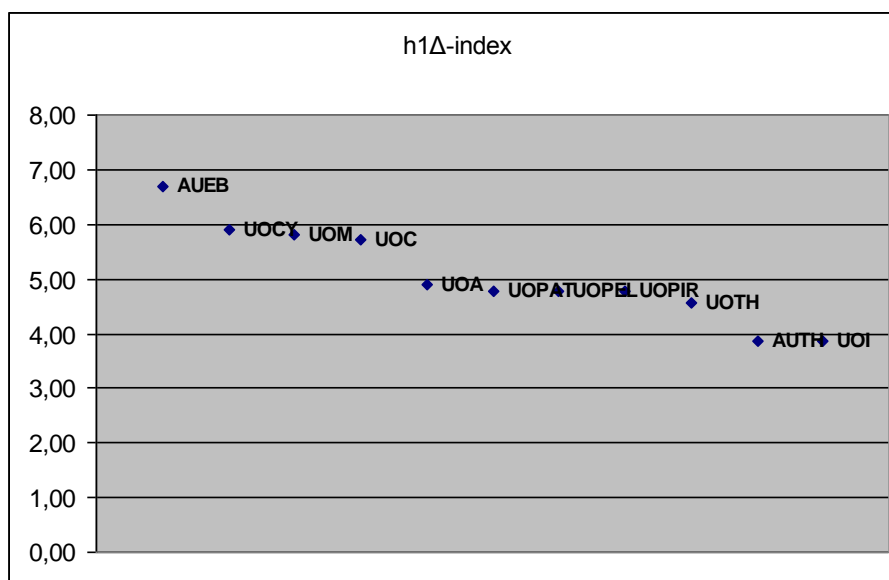 h1Δ-index
8,00
7,00
AUEB
6,00
UOCY UOM UOC
5,00
UOA UOPAT UOPEL UOPIR UOTH
4,00
AUTH UOI
3,00
2,00
1,00
0,00